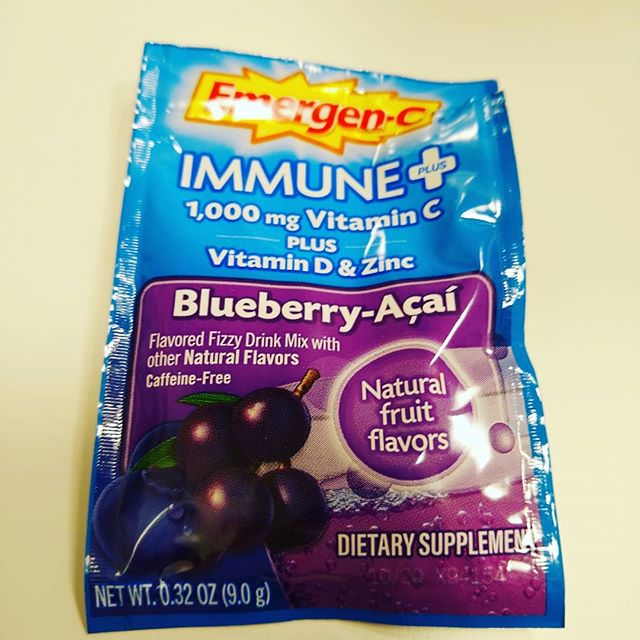 Emergen-C
IMMUNE+
PLUS
1,000 mg Vitamin C
PLUS
Vitamin D & Zinc
Blueberry-Açaí
Flavored Fizzy Drink Mix with
other Natural Flavors
Caffeine-Free
Natural
fruit
flavors
DIETARY SUPPLEMENT
NET WT. 0.32 OZ (9.0 g)